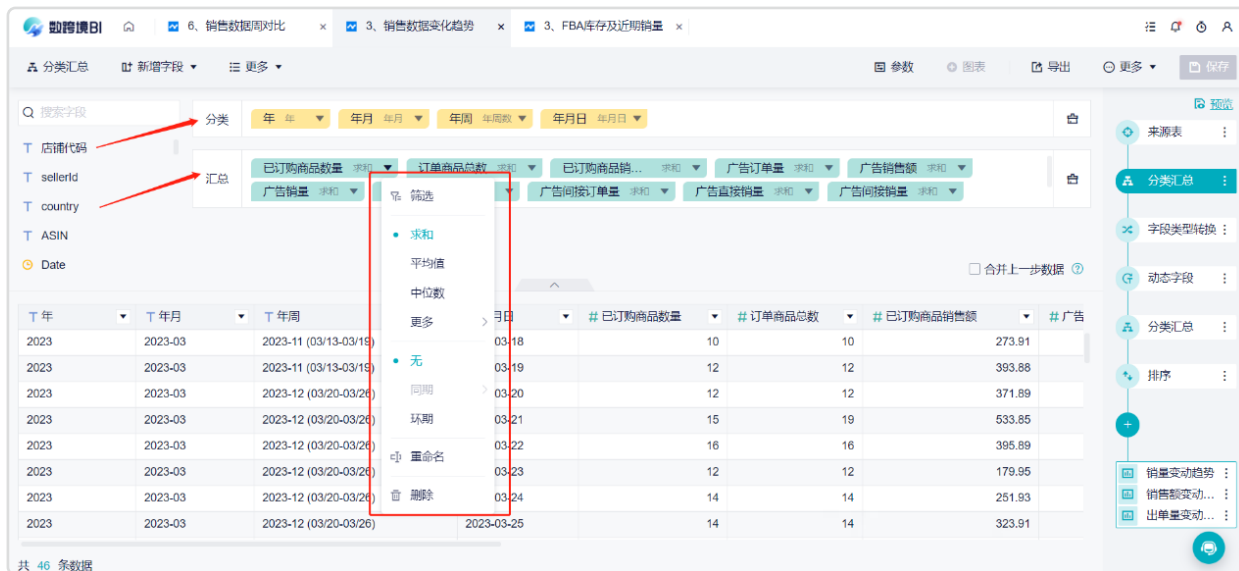 数跨境BI 6、销售数据周对比 × 3、销售数据变化趋势 × 3、FBA库存及近期销量 ×
分类汇总 新增字段 更多 参数 图表 导出 更多 保存
搜索字段
预览
分类 年 年 年月 年月 年周 年周数 年月日 年月日
来源表
店铺代码
已订购商品数量 求和 订单商品总数 求和 已订购商品销... 求和 广告订单量 求和 广告销售额 求和
sellerId
汇总
分类汇总
广告销量 求和 广告间接订单量 求和 广告直接销量 求和 广告间接销量 求和
country
筛选
字段类型转换
ASIN
求和
Date
平均值
合并上一步数据
动态字段
中位数
年 年月 年周 月日 # 已订购商品数量 # 订单商品总数 # 已订购商品销售额 # 广告
更多
分类汇总
2023 2023-03 2023-11 (03/13-03/19) 03-18 10 10 273.91
无
2023 2023-03 2023-11 (03/13-03/19) 03-19 12 12 393.88
排序
同期
2023 2023-03 2023-12 (03/20-03/26) 03-20 12 12 371.89
环期
2023 2023-03 2023-12 (03/20-03/26) 03-21 15 19 533.85
2023 2023-03 2023-12 (03/20-03/26) 03-22 16 16 395.89
重命名
2023 2023-03 2023-12 (03/20-03/26) 03-23 12 12 179.95
销量变动趋势
2023 2023-03 2023-12 (03/20-03/26) 03-24 14 14 251.93
删除
销售额变动...
2023 2023-03 2023-12 (03/20-03/26) 2023-03-25 14 14 323.91
出单量变动...
共 46 条数据